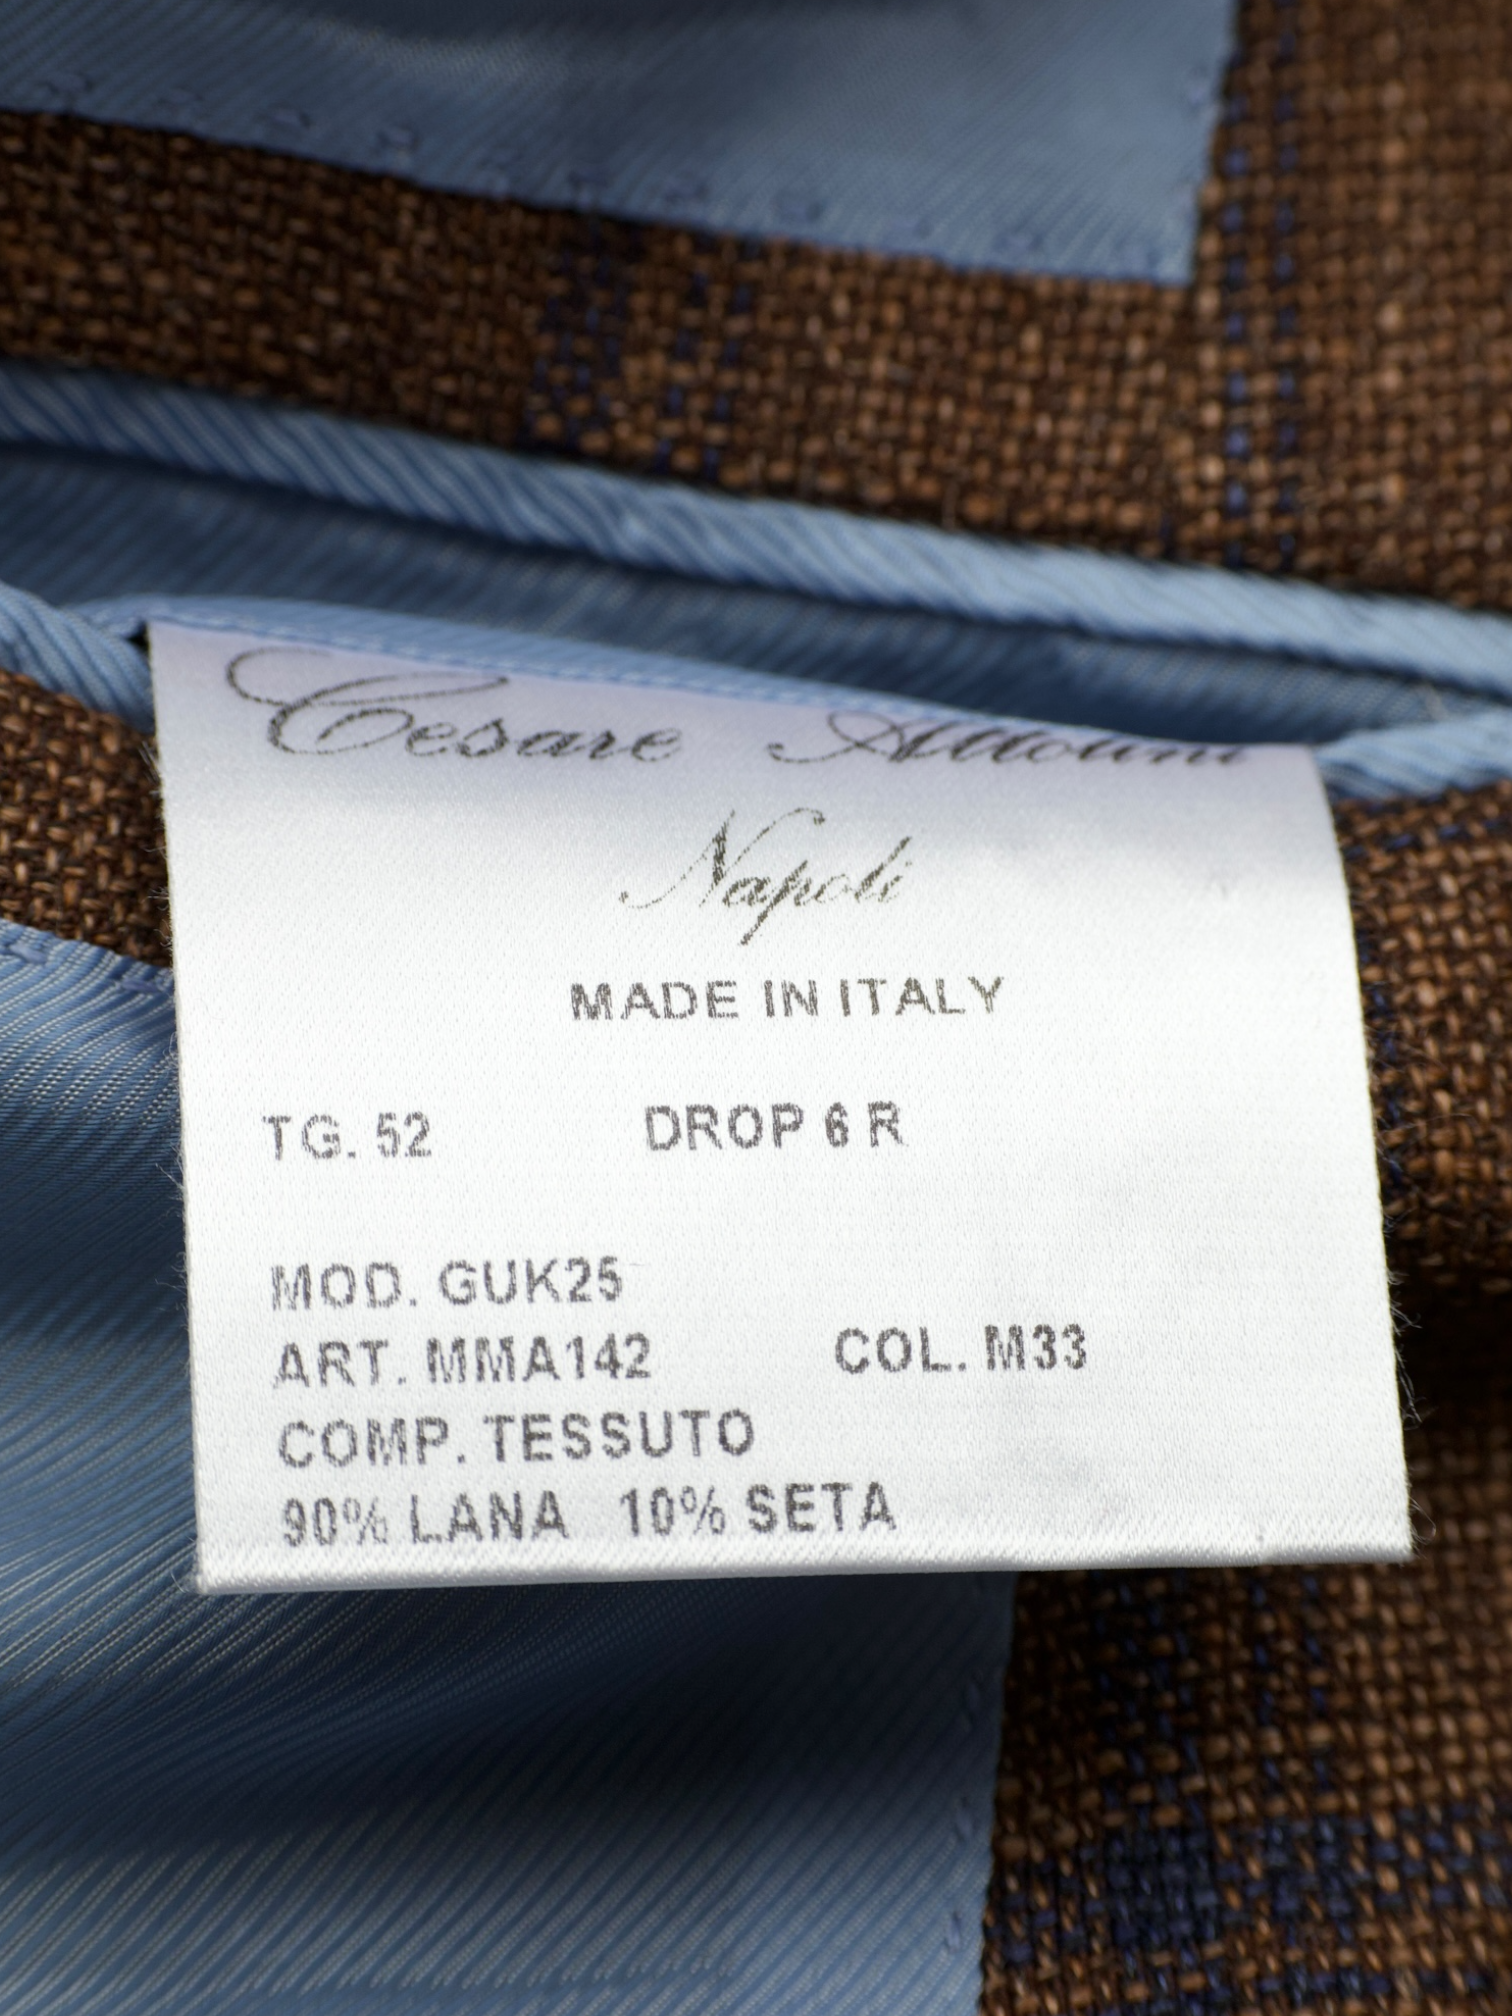 Cesare Attolini
Napoli
MADE IN ITALY
TG. 52 DROP 6 R
MOD. GUK25
ART. MMA142 COL. M33
COMP. TESSUTO
90% LANA 10% SETA